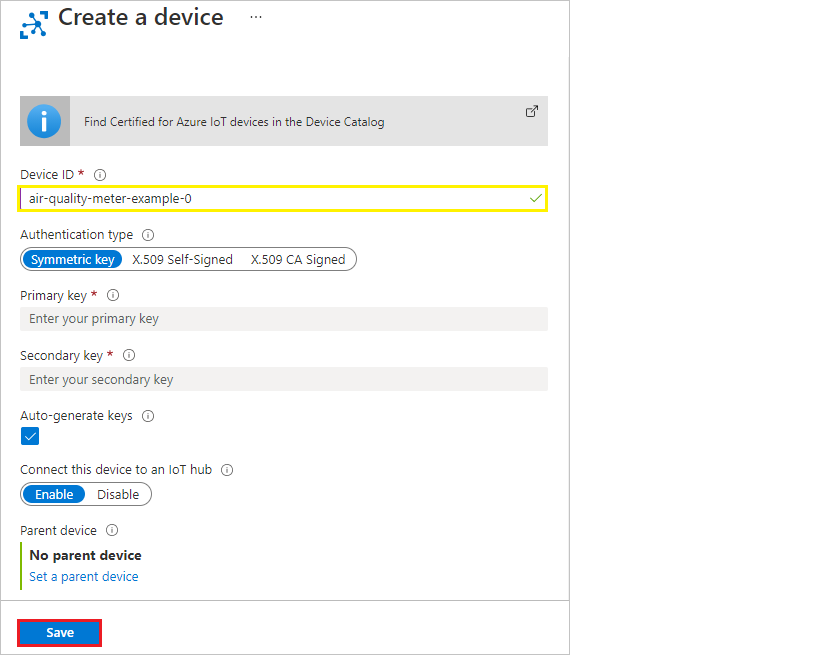 Create a device ...
Find Certified for Azure IoT devices in the Device Catalog
Device ID *
air-quality-meter-example-0
Authentication type
Symmetric key X.509 Self-Signed X.509 CA Signed
Primary key *
Enter your primary key
Secondary key *
Enter your secondary key
Auto-generate keys
Connect this device to an IoT hub
Enable Disable
Parent device
No parent device
Set a parent device
Save